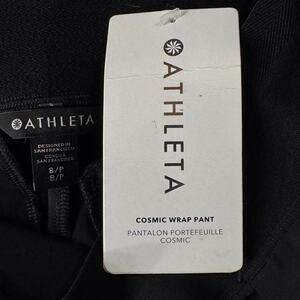 ATHLETA
COSMIC WRAP PANT
PANTALON PORTEFEUILLE
COSMIC
ATHLETA
DESIGNED IN
SAN FRANCISCO
CONÇU À
SAN FRANCISCO
8/P
8/P